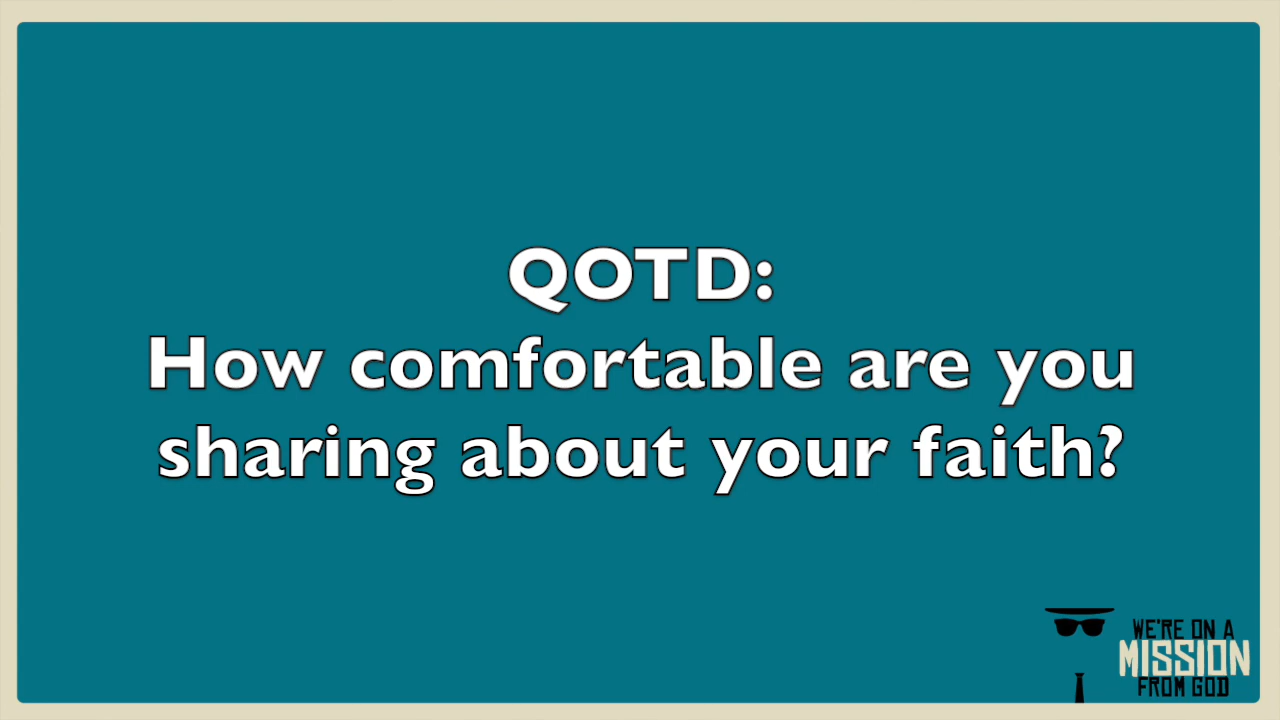 QOTD:
How comfortable are you
sharing about your faith?
WE'RE ON A
MISSION
FROM GOD